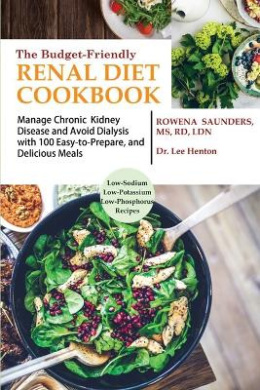 The Budget-Friendly
RENAL DIET
COOKBOOK
Manage Chronic Kidney
Disease and Avoid Dialysis
with 100 Easy-to-Prepare, and
Delicious Meals
ROWENA SAUNDERS,
MS, RD, LDN
Dr. Lee Henton
Low-Sodium
Low-Potassium
Low-Phosphorus
Recipes